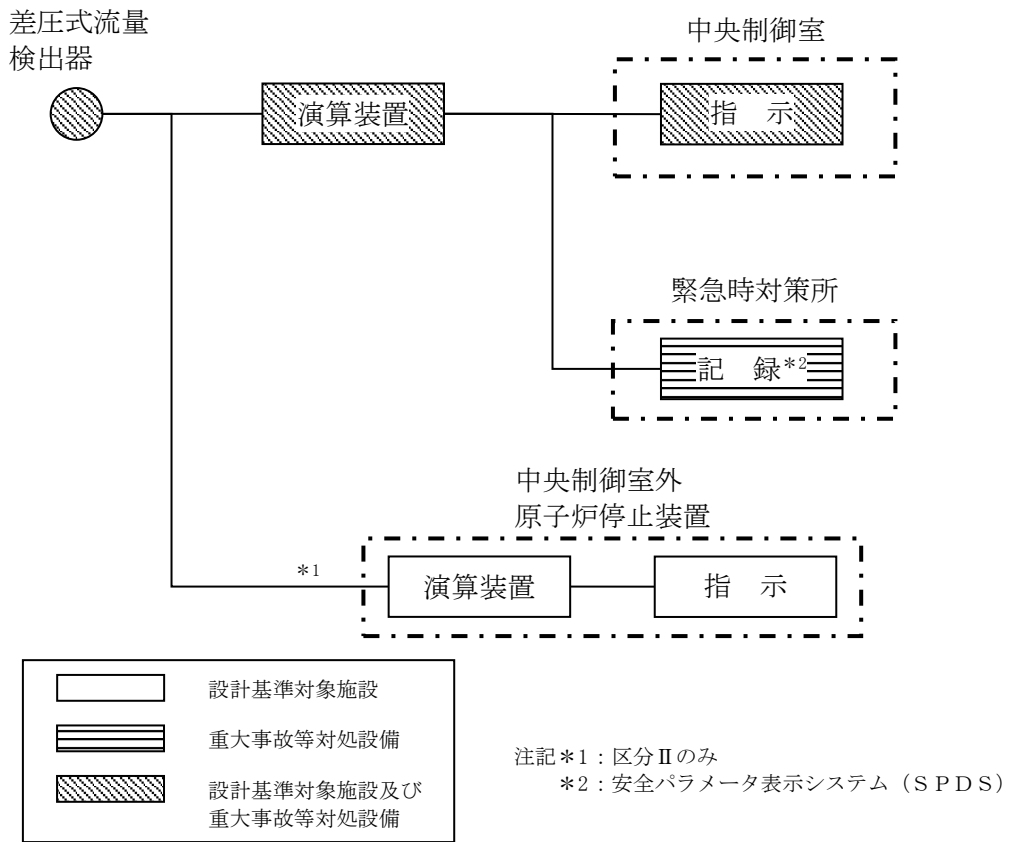 差圧式流量
検出器
中央制御室
演算装置
指　示
緊急時対策所
記　録*2
中央制御室外
原子炉停止装置
*1
演算装置
指　示
設計基準対象施設
重大事故等対処設備
設計基準対象施設及び
重大事故等対処設備
注記*1：区分Ⅱのみ
*2：安全パラメータ表示システム（ＳＰＤＳ）